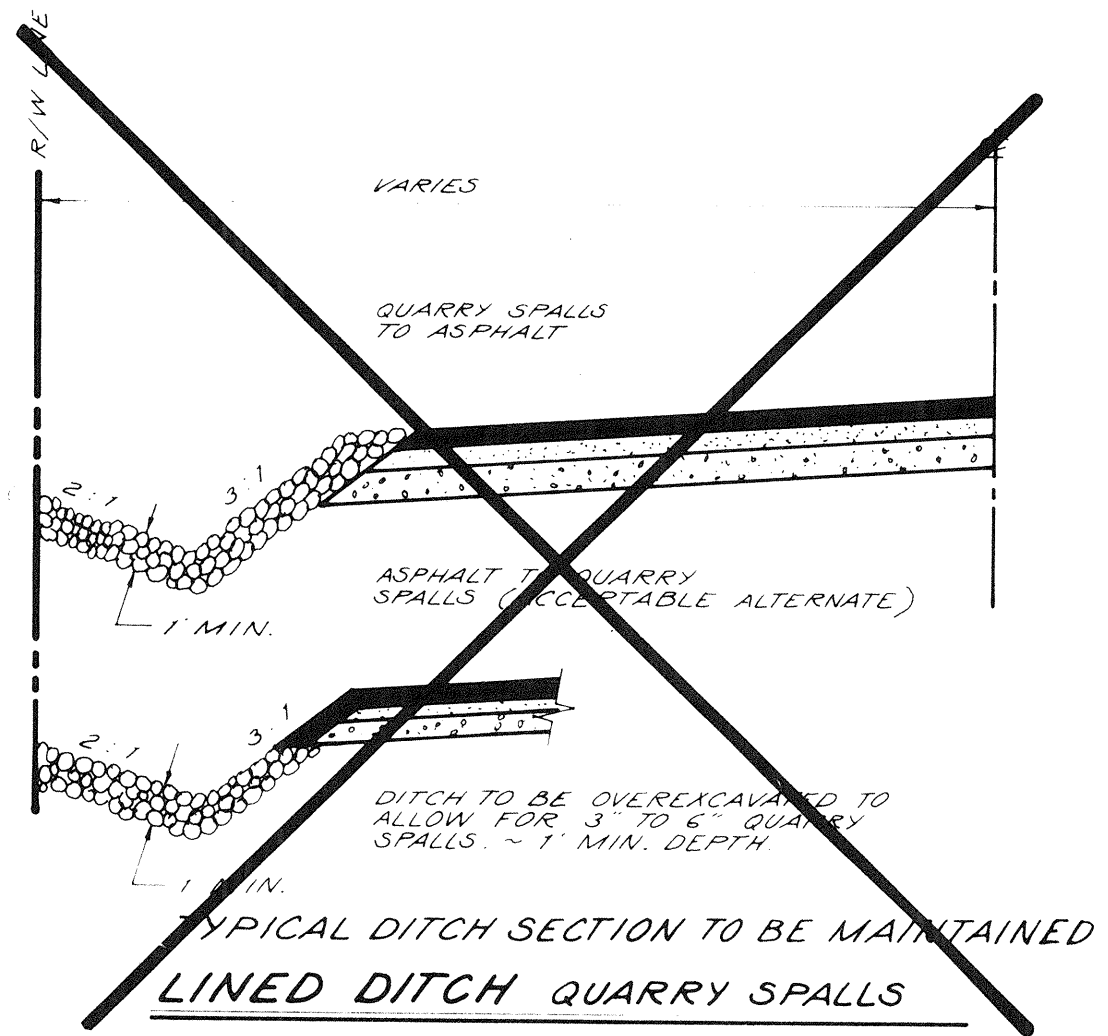 R/W LINE
VARIES
QUARRY SPALLS
TO ASPHALT
2:1
3:1
1' MIN.
ASPHALT TO QUARRY
SPALLS (ACCEPTABLE ALTERNATE)
2:1
3:1
1' MIN.
DITCH TO BE OVEREXCAVATED TO
ALLOW FOR 3" TO 6" QUARRY
SPALLS. ~ 1' MIN. DEPTH.
TYPICAL DITCH SECTION TO BE MAINTAINED
LINED DITCH QUARRY SPALLS